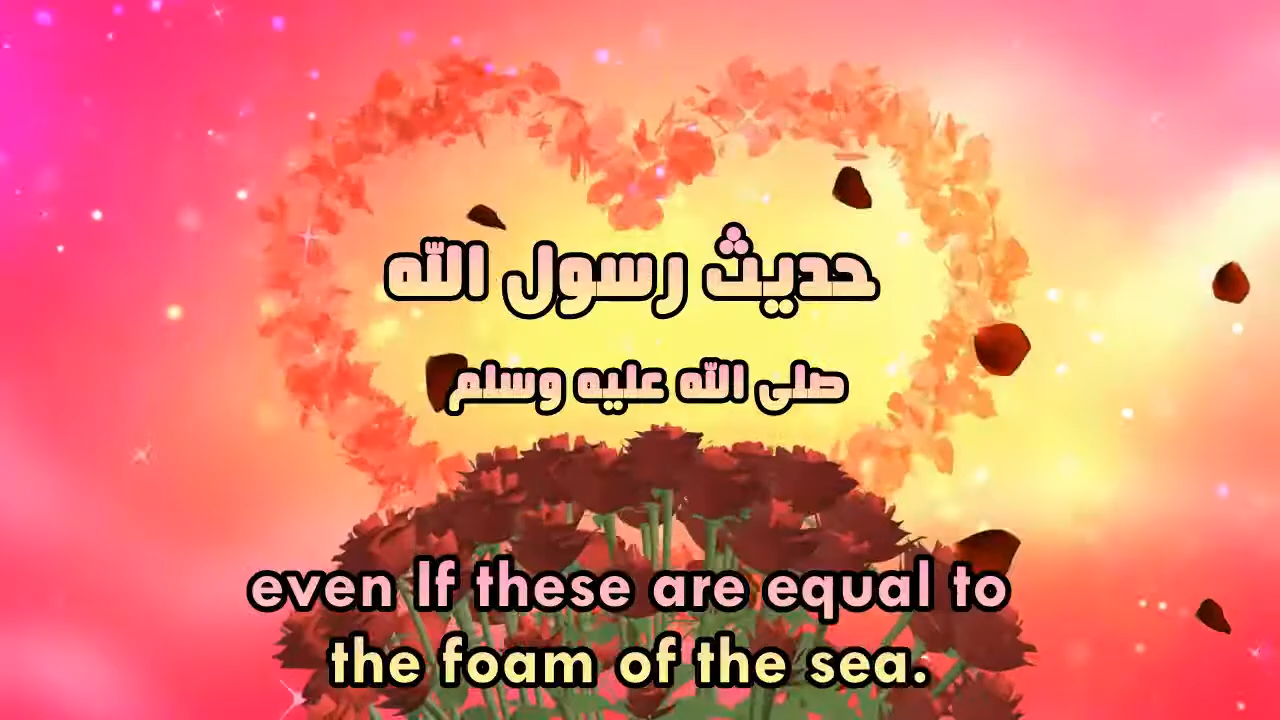 حديث رسول الله
صلى الله عليه وسلم
even If these are equal to
the foam of the sea.